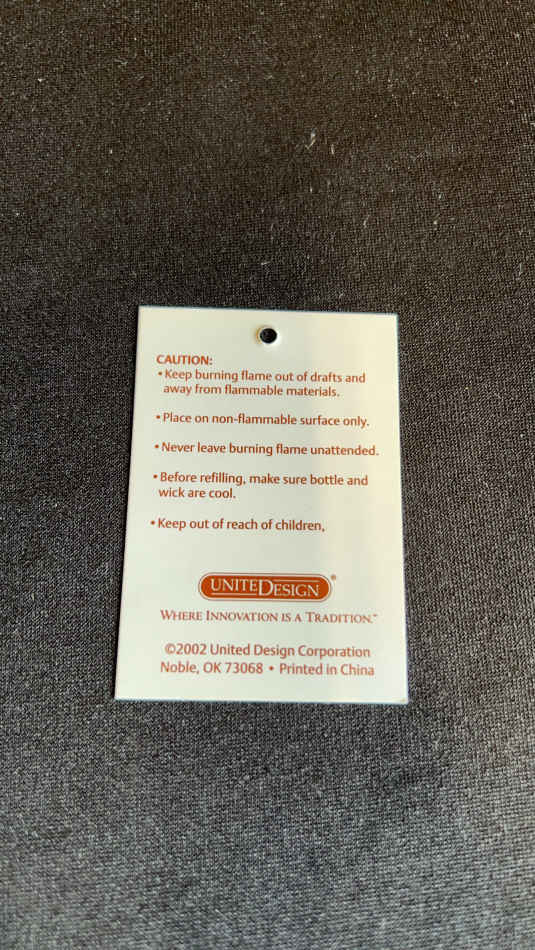 CAUTION:
• Keep burning flame out of drafts and
away from flammable materials.
• Place on non-flammable surface only.
• Never leave burning flame unattended.
• Before refilling, make sure bottle and
wick are cool.
• Keep out of reach of children,
UNITEDESIGN®
WHERE INNOVATION IS A TRADITION.™
©2002 United Design Corporation
Noble, OK 73068 • Printed in China